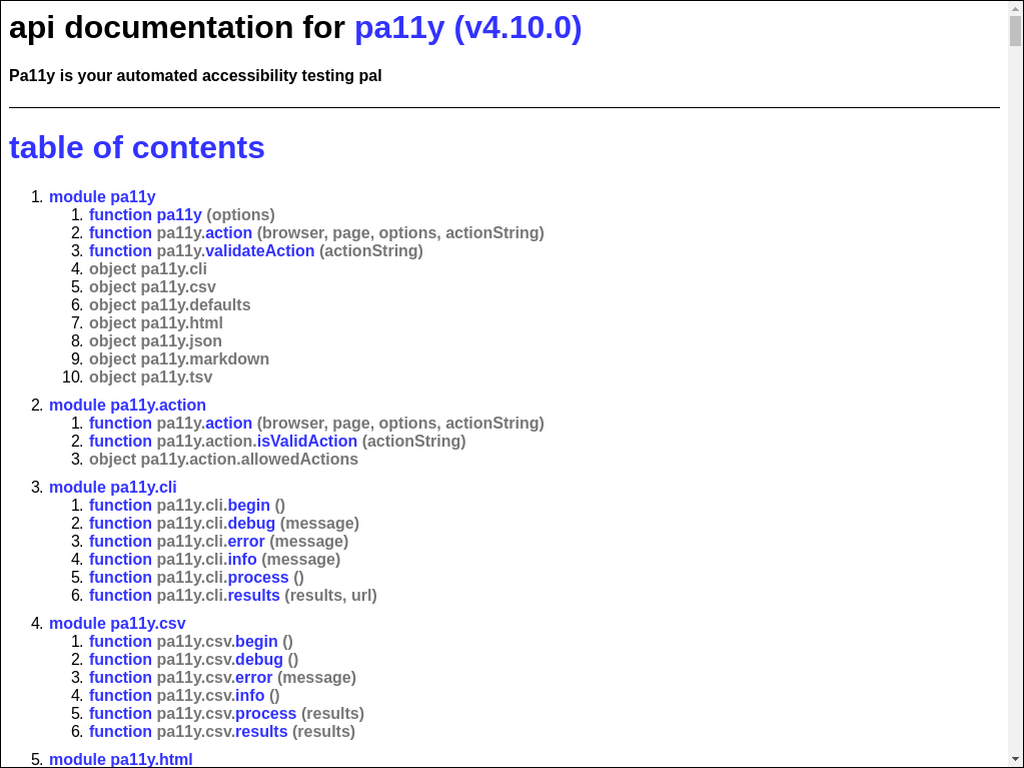 api documentation for pa11y (v4.10.0)
Pa11y is your automated accessibility testing pal
table of contents
1. module pa11y
1. function pa11y (options)
2. function pa11y.action (browser, page, options, actionString)
3. function pa11y.validateAction (actionString)
4. object pa11y.cli
5. object pa11y.csv
6. object pa11y.defaults
7. object pa11y.html
8. object pa11y.json
9. object pa11y.markdown
10. object pa11y.tsv
2. module pa11y.action
1. function pa11y.action (browser, page, options, actionString)
2. function pa11y.action.isValidAction (actionString)
3. object pa11y.action.allowedActions
3. module pa11y.cli
1. function pa11y.cli.begin ()
2. function pa11y.cli.debug (message)
3. function pa11y.cli.error (message)
4. function pa11y.cli.info (message)
5. function pa11y.cli.process ()
6. function pa11y.cli.results (results, url)
4. module pa11y.csv
1. function pa11y.csv.begin ()
2. function pa11y.csv.debug ()
3. function pa11y.csv.error (message)
4. function pa11y.csv.info ()
5. function pa11y.csv.process (results)
6. function pa11y.csv.results (results)
5. module pa11y.html